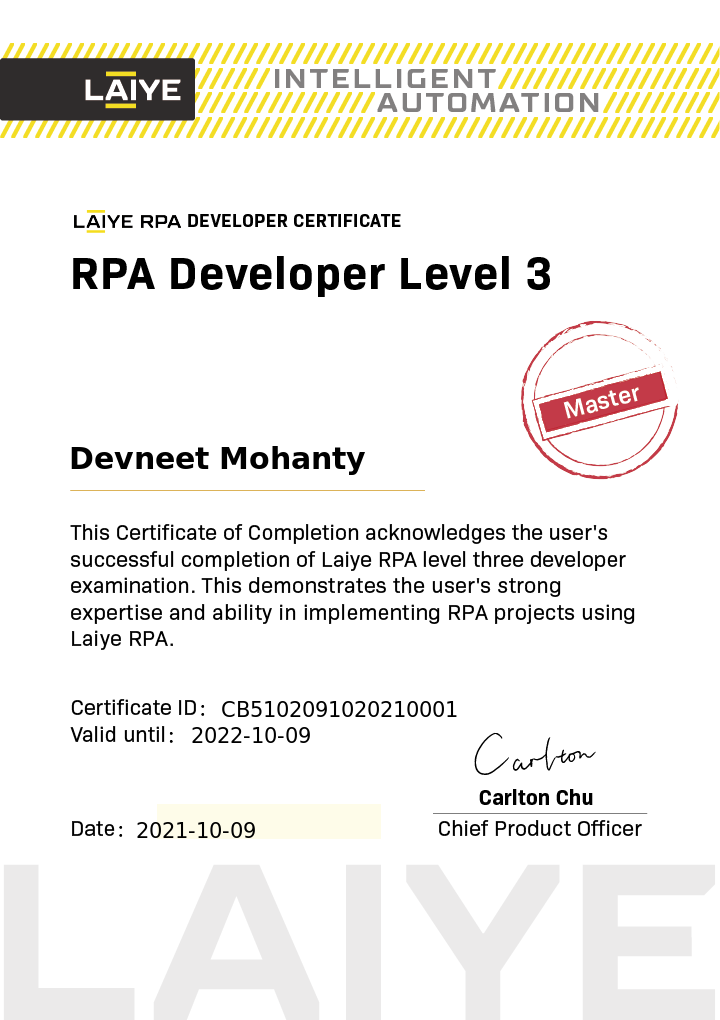 LAIYE
INTELLIGENT
AUTOMATION
LAIYE RPA DEVELOPER CERTIFICATE
RPA Developer Level 3
Master
Devneet Mohanty
This Certificate of Completion acknowledges the user's
successful completion of Laiye RPA level three developer
examination. This demonstrates the user's strong
expertise and ability in implementing RPA projects using
Laiye RPA.
Certificate ID: CB5102091020210001
Valid until: 2022-10-09
Carlton
Carlton Chu
Date: 2021-10-09
Chief Product Officer
LAIYE